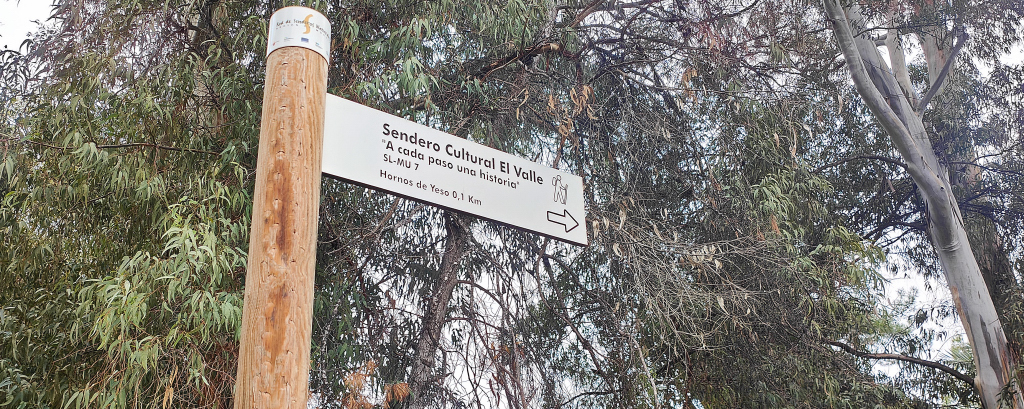 Sendero Cultural El Valle
"A cada paso una historia"
SL-MU 7
Hornos de Yeso 0,1 Km